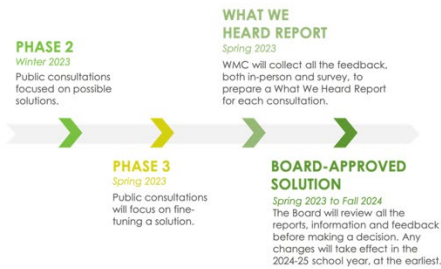 PHASE 2
Winter 2023
Public consultations
focused on possible
solutions.
WHAT WE
HEARD REPORT
Spring 2023
WMC will collect all the feedback,
both in-person and survey, to
prepare a What We Heard Report
for each consultation.
PHASE 3
Spring 2023
Public consultations
will focus on fine-
tuning a solution.
BOARD-APPROVED
SOLUTION
Spring 2023 to Fall 2024
The Board will review all the
reports, information and feedback
before making a decision. Any
changes will take effect in the
2024-25 school year, at the earliest.